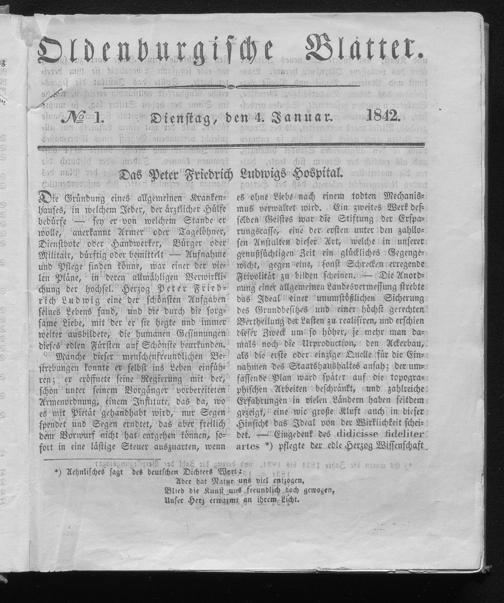 Oldenburgische Blätter.
№ 1. Dienstag, den 4. Januar. 1842.
Das Peter Friedrich Ludwigs Hospital.
Die Gründung eines allgemeinen Kranken-
hauses, in welchem Jeder, der ärztlicher Hülfe
bedürfe — sey er von welchem Stande er
wolle, anerkannt Armer oder Tagelöhner,
Dienstbote oder Handwerker, Bürger oder
Militair, dürftig oder bemittelt — Aufnahme
und Pflege finden könne, war einer der vie-
len Pläne, in deren allmäligen Verwirkli-
chung der hochsel. Herzog Peter Fried-
rich Ludwig eine der schönsten Aufgaben
seines Lebens fand, und die durch die sorg-
same Liebe, mit der er sie hegte und immer
weiter ausbildete, die humanen Gesinnungen
dieses edlen Fürsten auf Schönste beurkunden.
Manche dieser menschenfreundlichen Be-
strebungen konnte er selbst ins Leben einfüh-
ren; er eröffnete seine Regierung mit der,
schon unter seinem Vorgänger vorbereiteten
Armenordnung, einem Institute, das da, wo
es mit Pietät gehandhabt wird, nur Segen
spendet und Segen erndtet, das aber freilich
dem Vorwurf nicht hat entgehen können, so-
fort in eine lästige Steuer auszuarten, wenn
es ohne Liebe nach einem todten Mechanis-
mus verwaltet wird. — Ein zweites Werk des-
selben Geistes war die Stiftung der Erspa-
rungscasse, eine der ersten unter den zahllo-
sen Anstalten dieser Art, welche in unserer
genußsüchtigen Zeit ein glückliches Gegenge-
wicht, gegen eine, sonst Schrecken erregende
Frivolität zu bilden scheinen. — Die Anord-
nung einer allgemeinen Landesvermessung strebte
das Ideal einer unumstößlichen Sicherung
des Grundbesitzes und einer höchst gerechten
Vertheilung der Lasten zu realisiren, und erschien
dieser Zweck um so höher, je mehr man da-
mals noch die Urproduction, den Ackerbau,
als die erste oder einzige Quelle für die Ein-
nahmen des Staatshaushaltes ansah; der um-
fassende Plan ward später auf die topogra-
phischen Arbeiten beschränkt, und zahlreiche
Erfahrungen in vielen Ländern haben seitdem
gezeigt, eine wie große Kluft auch in dieser
Hinsicht das Ideal von der Wirklichkeit schei-
det. — Eingedenk des didicisse fideliter
artes *) pflegte der edle Herzog Wissenschaft
*) Aehnliches sagt des deutschen Dichters Wort:
Aber hat Natur uns viel entzogen,
Blieb die Kunst uns freundlich doch gewogen,
Unser Herz erwarmt an ihrem Licht.